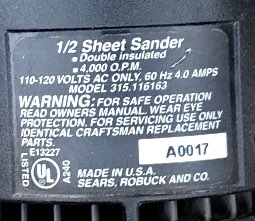 1/2 Sheet Sander
• Double insulated
• 4,000 O.P.M.
110-120 VOLTS AC ONLY, 60 Hz 4.0 AMPS
MODEL 315.116163
WARNING: FOR SAFE OPERATION
READ OWNERS MANUAL. WEAR EYE
PROTECTION. FOR SERVICING USE ONLY
IDENTICAL CRAFTSMAN REPLACEMENT
PARTS.
E13227
LISTED
UL
A240
A0017
MADE IN U.S.A.
SEARS, ROBUCK AND CO.